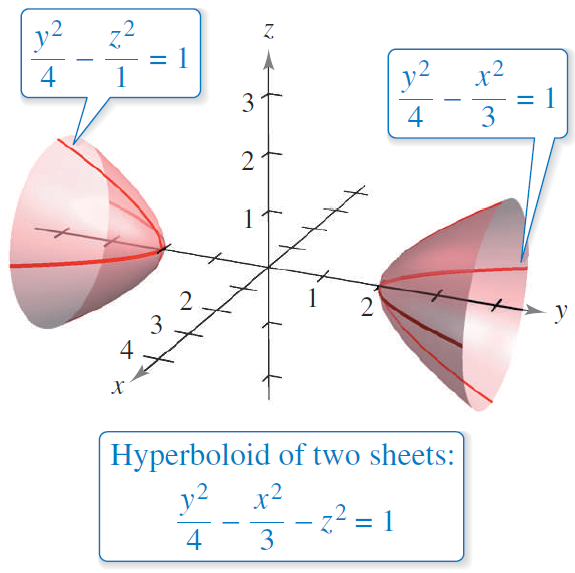 y²/4 − z²/1 = 1
y²/4 − x²/3 = 1
z
3
2
1
1
2
y
2
3
4
x
Hyperboloid of two sheets:
y²/4 − x²/3 − z² = 1